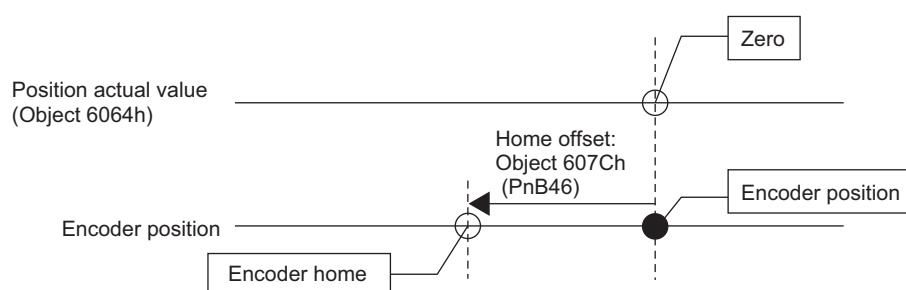 Zero
Position actual value
(Object 6064h)
Home offset:
Object 607Ch
(PnB46)
Encoder position
Encoder position
Encoder home